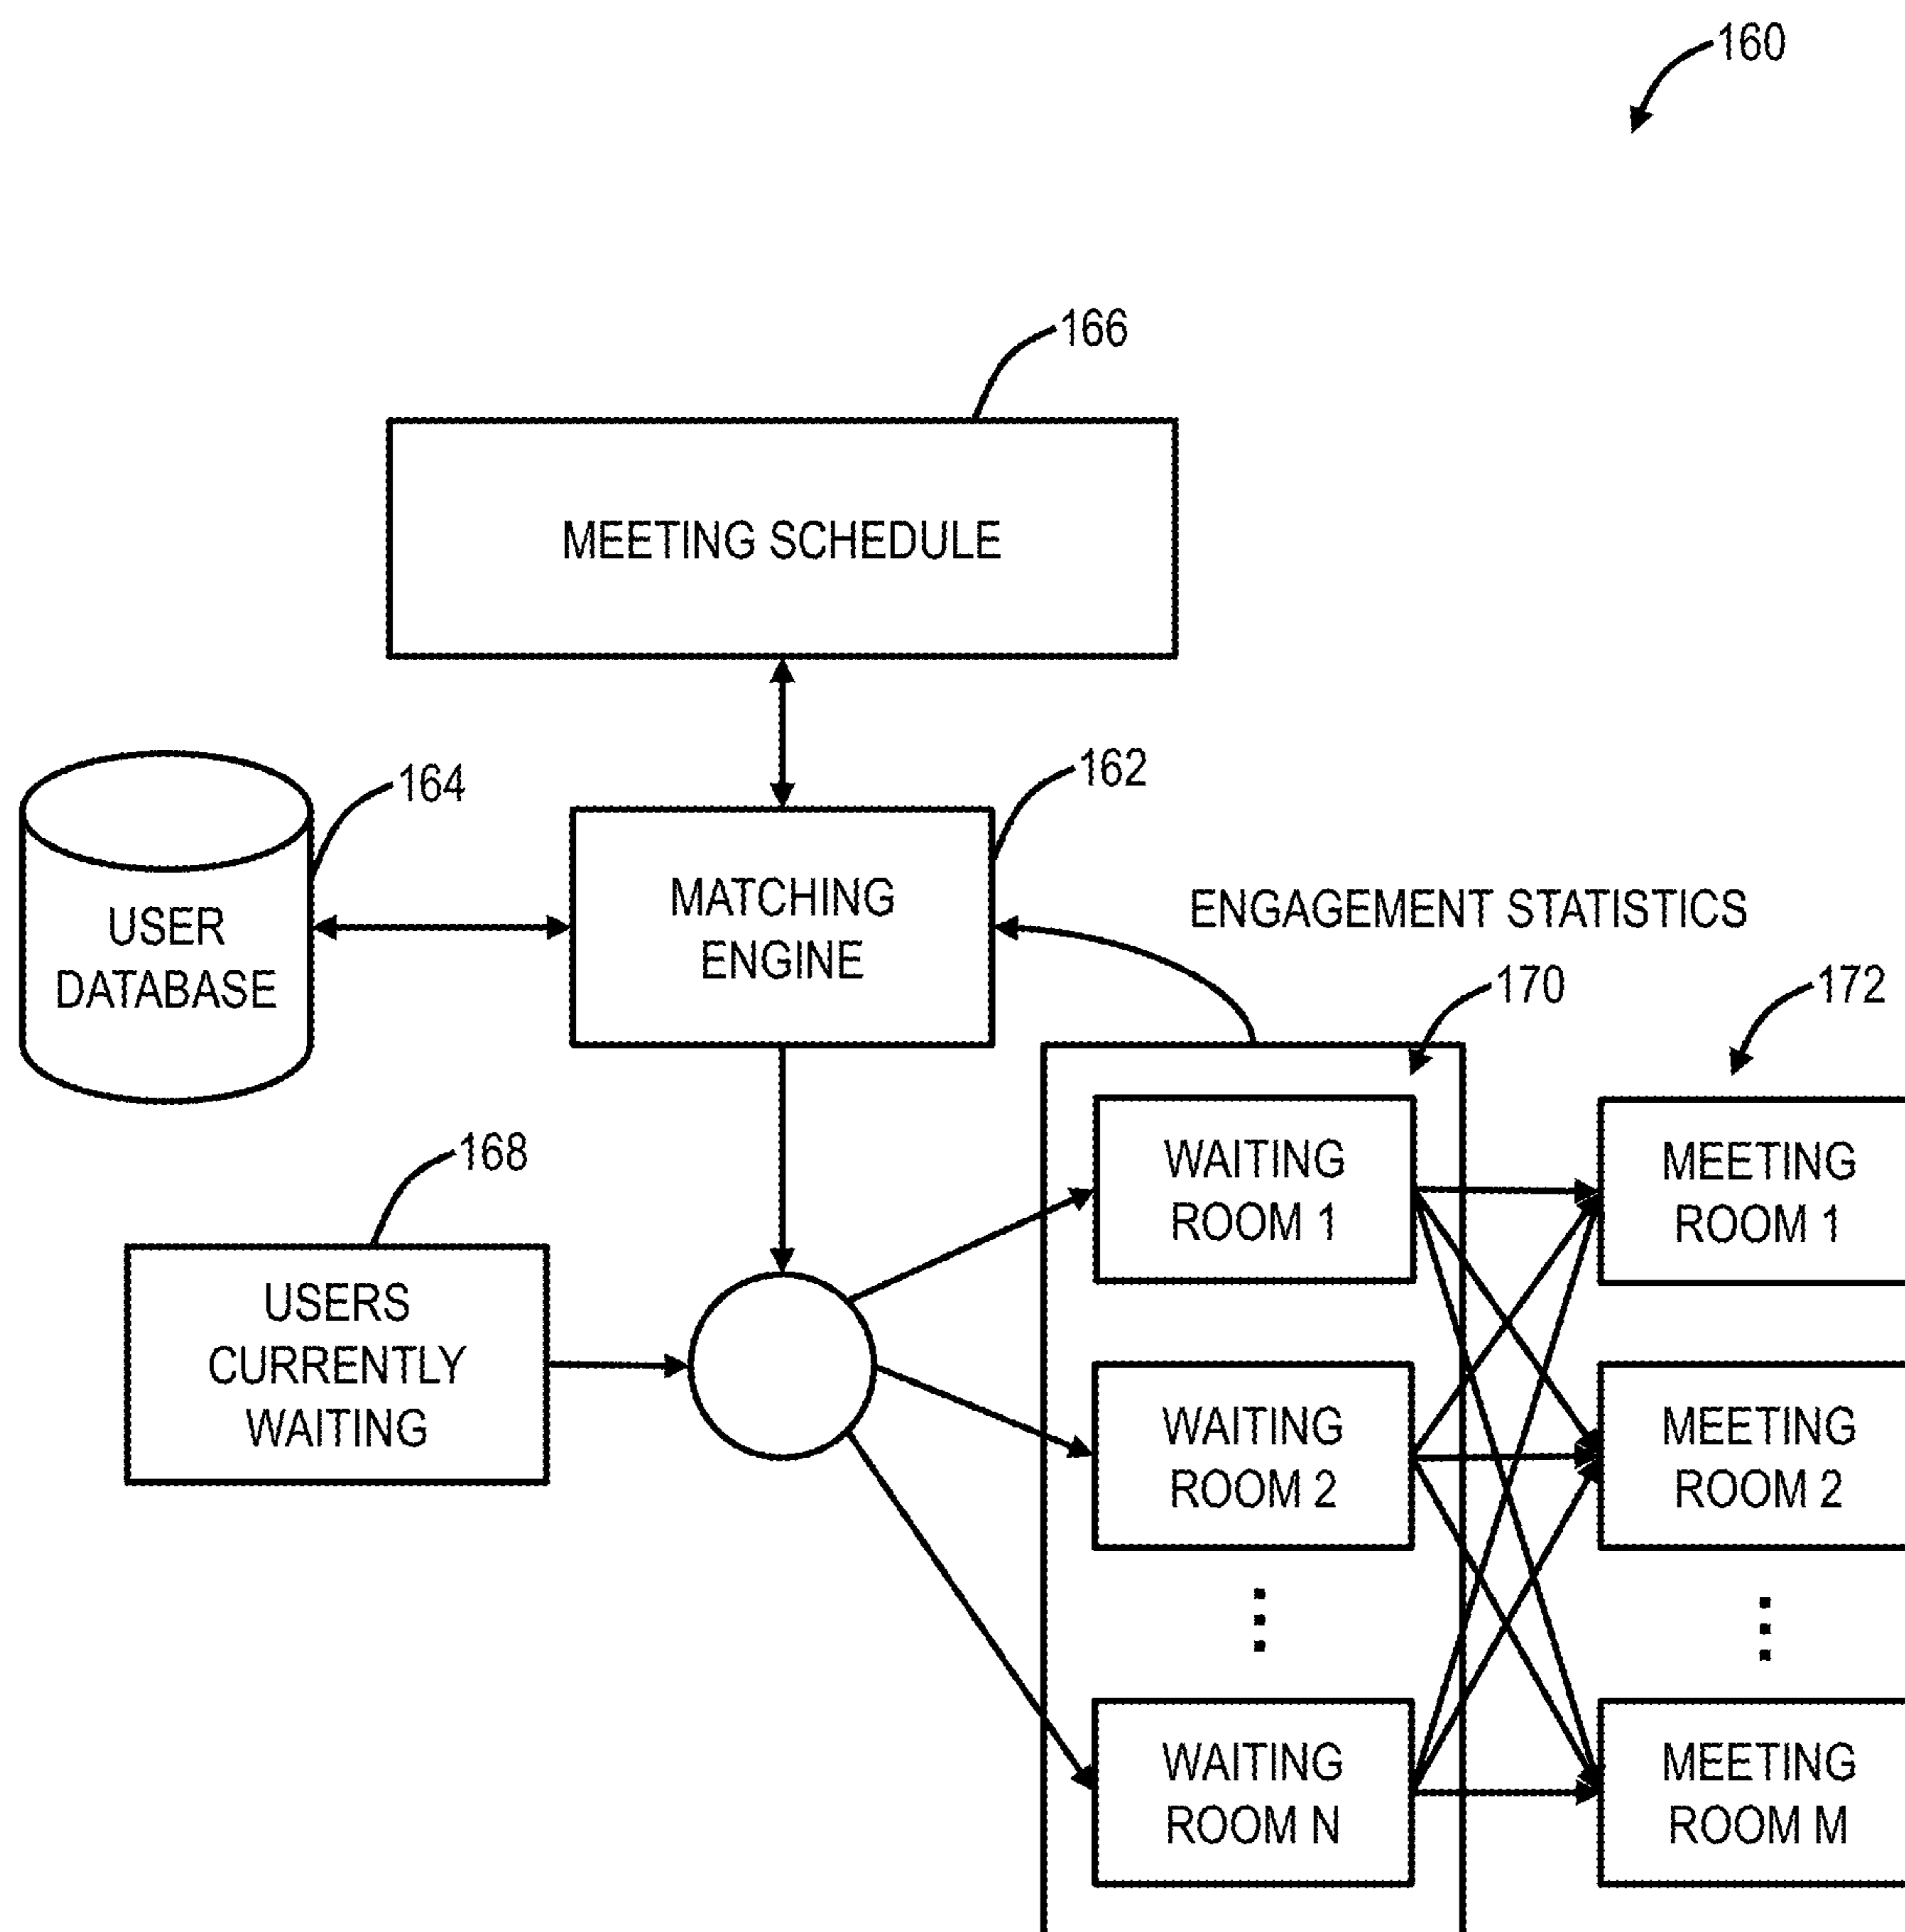 160
166
MEETING SCHEDULE
164
162
USER
DATABASE
MATCHING
ENGINE
ENGAGEMENT STATISTICS
170
172
168
USERS
CURRENTLY
WAITING
WAITING
ROOM 1
MEETING
ROOM 1
WAITING
ROOM 2
MEETING
ROOM 2
WAITING
ROOM N
MEETING
ROOM M